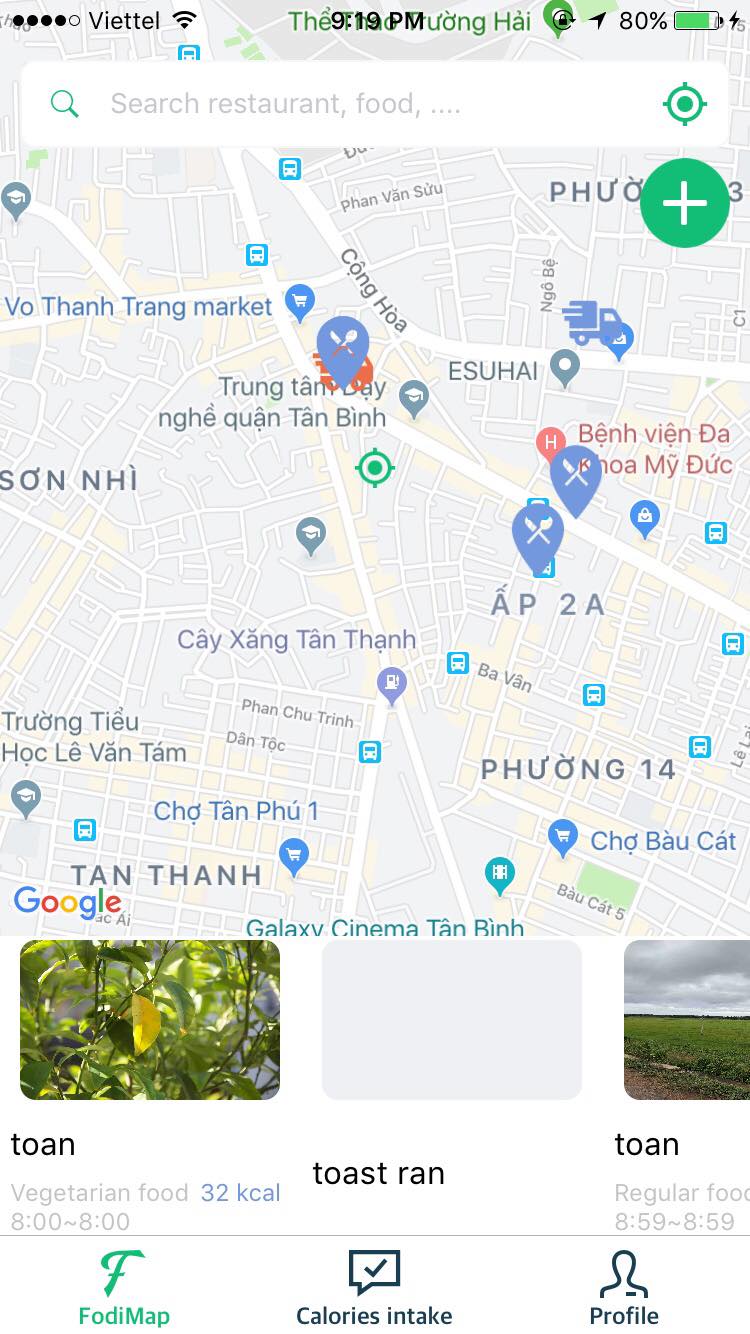 Viettel
Thể Thao Trường Hải
9:19 PM
80%
Search restaurant, food, ....
Phan Văn Sửu
Cộng Hòa
Ngô Bệ
C1
Vo Thanh Trang market
ESUHAI
Trung tâm Dạy
nghề quận Tân Bình
H
Bệnh viện Đa
Khoa Mỹ Đức
SƠN NHÌ
ẤP 2A
Cây Xăng Tân Thạnh
Ba Vân
Phan Chu Trinh
Dân Tộc
Trường Tiểu
Học Lê Văn Tám
Lê Lai
PHƯỜNG 14
Chợ Tân Phú 1
Chợ Bàu Cát
TAN THANH
Bàu Cát 5
Google
Galaxy Cinema Tân Bình
toan
Vegetarian food 32 kcal
8:00~8:00
toast ran
toan
Regular food
8:59~8:59
FodiMap
Calories intake
Profile